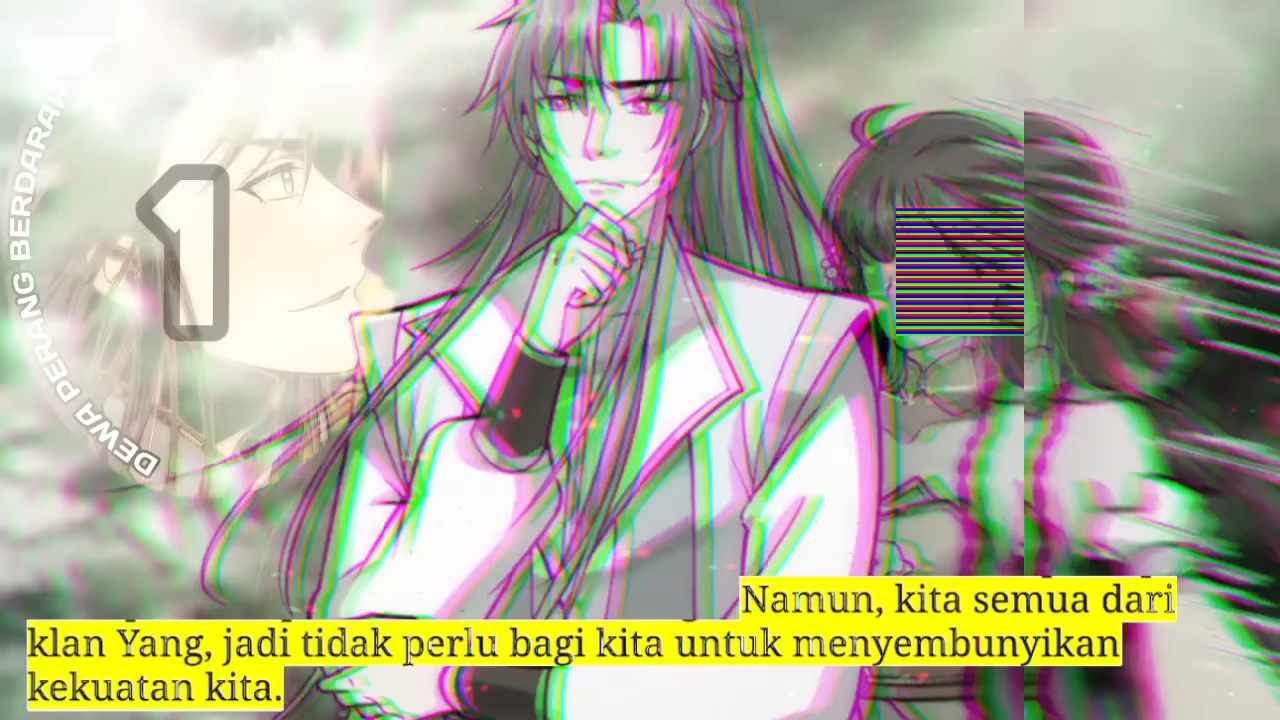 DEWA PERANG BERDARAH
1
Namun, kita semua dari
klan Yang, jadi tidak perlu bagi kita untuk menyembunyikan
kekuatan kita.